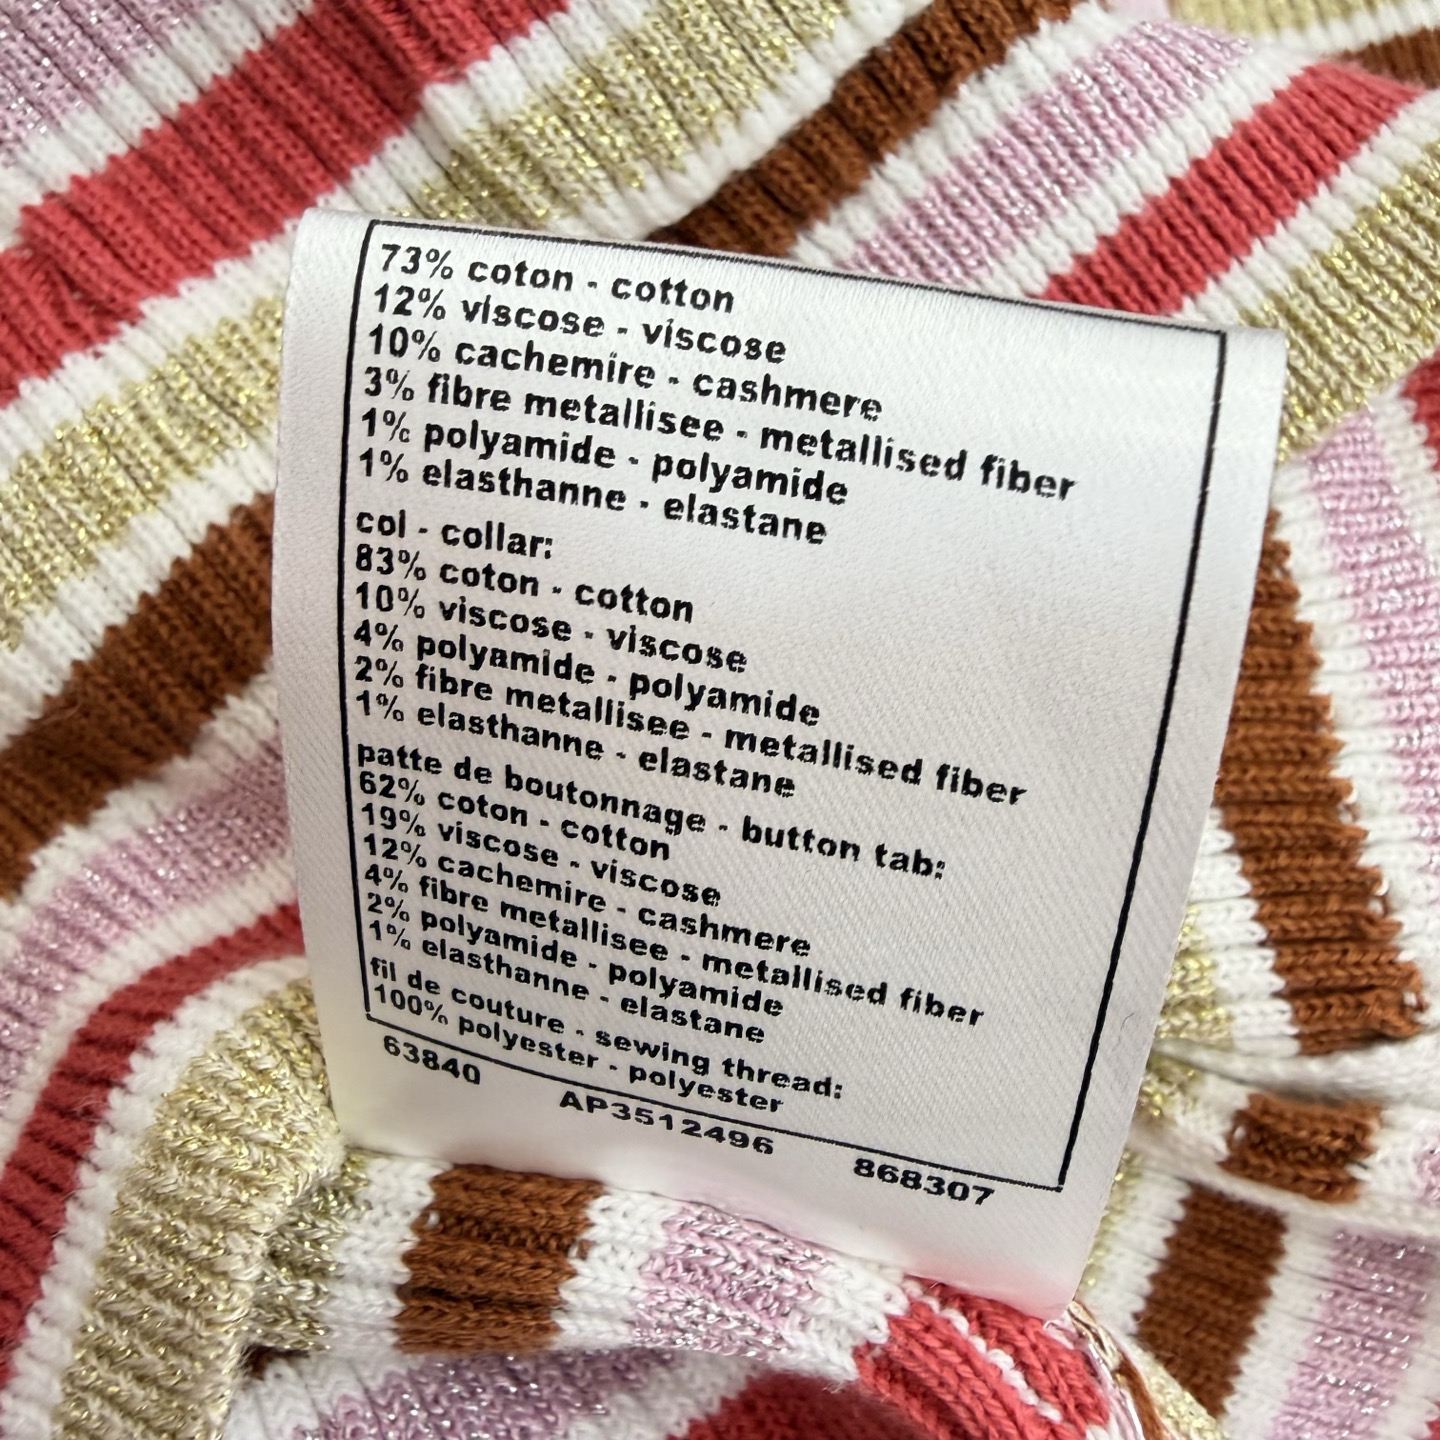 73% coton - cotton
12% viscose - viscose
10% cachemire - cashmere
3% fibre metallisee - metallised fiber
1% polyamide - polyamide
1% elasthanne - elastane
col - collar:
83% coton - cotton
10% viscose - viscose
4% polyamide - polyamide
2% fibre metallisee - metallised fiber
1% elasthanne - elastane
patte de boutonnage - button tab:
62% coton - cotton
19% viscose - viscose
12% cachemire - cashmere
4% fibre metallisee - metallised fiber
2% polyamide - polyamide
1% elasthanne - elastane
fil de couture - sewing thread:
100% polyester - polyester
63840 AP3512496 868307